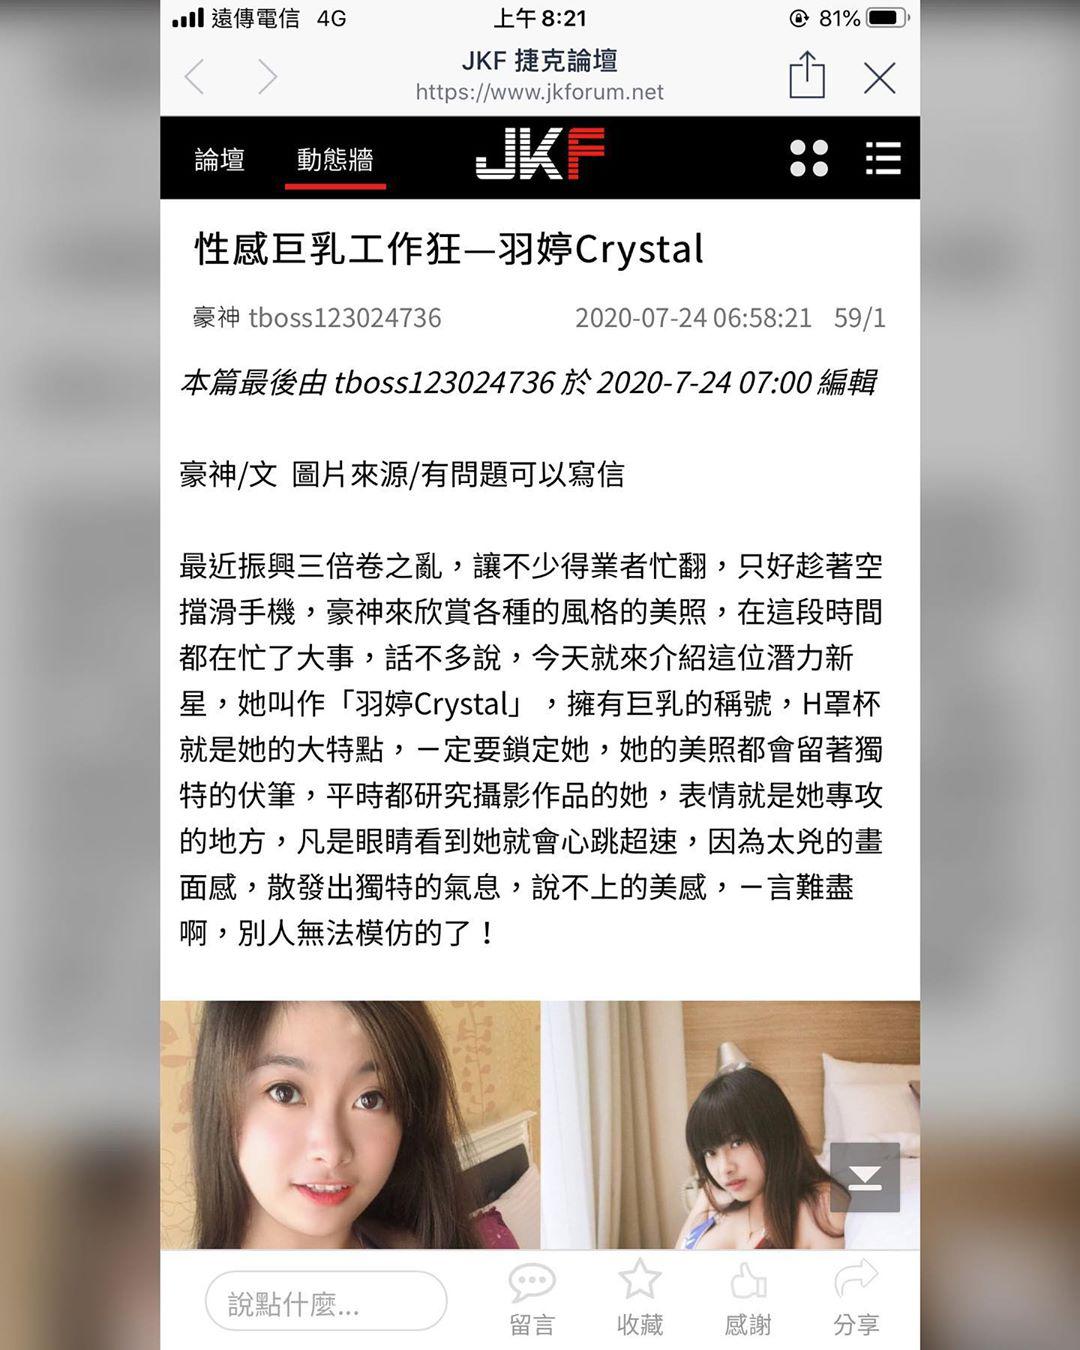 遠傳電信 4G 上午8:21 81%
JKF 捷克論壇
https://www.jkforum.net
論壇 動態牆 JKF
性感巨乳工作狂—羽婷Crystal
豪神 tboss123024736 2020-07-24 06:58:21 59/1
本篇最後由 tboss123024736 於 2020-7-24 07:00 編輯
豪神/文 圖片來源/有問題可以寫信
最近振興三倍卷之亂，讓不少得業者忙翻，只好趁著空
擋滑手機，豪神來欣賞各種的風格的美照，在這段時間
都在忙了大事，話不多說，今天就來介紹這位潛力新
星，她叫作「羽婷Crystal」，擁有巨乳的稱號，H罩杯
就是她的大特點，一定要鎖定她，她的美照都會留著獨
特的伏筆，平時都研究攝影作品的她，表情就是她專攻
的地方，凡是眼睛看到她就會心跳超速，因為太兇的畫
面感，散發出獨特的氣息，說不上的美感，一言難盡
啊，別人無法模仿的了！
說點什麼... 留言 收藏 感謝 分享